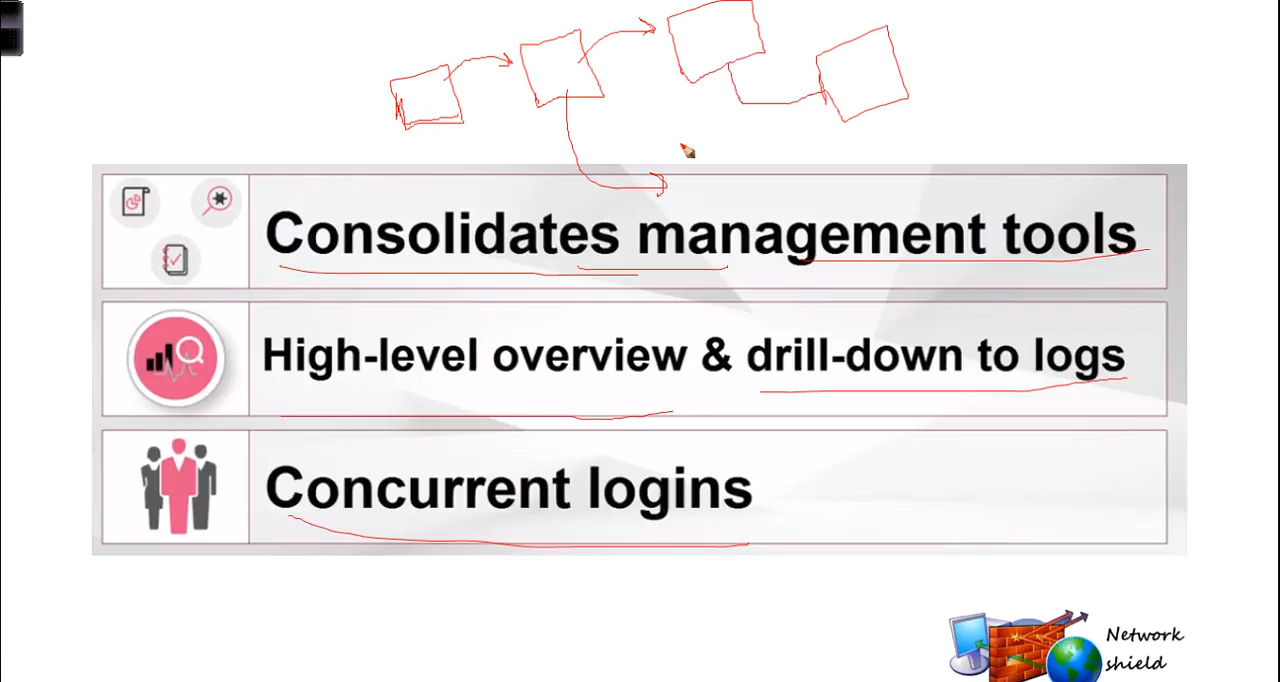 Consolidates management tools
High-level overview & drill-down to logs
Concurrent logins
Network
shield